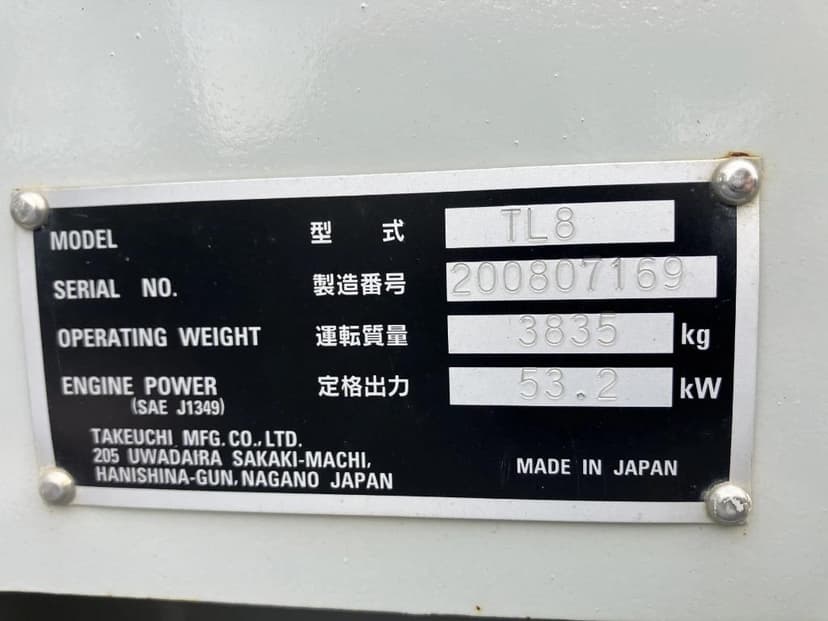 MODEL 型 式 TL8
SERIAL NO. 製造番号 200807169
OPERATING WEIGHT 運転質量 3835 kg
ENGINE POWER 定格出力 53.2 kW
(SAE J1349)
TAKEUCHI MFG. CO., LTD.
205 UWADAIRA SAKAKI-MACHI,
HANISHINA-GUN, NAGANO JAPAN
MADE IN JAPAN